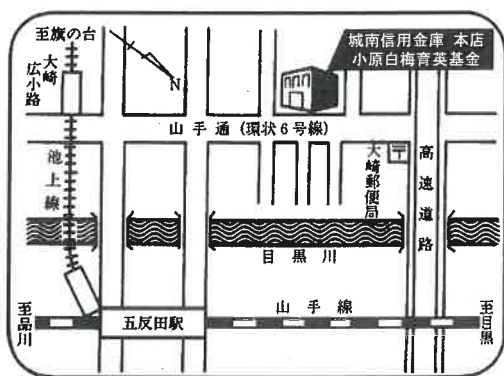 至旗の台
大崎広小路
池上線
N
城南信用金庫 本店
小原白梅育英基金
山手通(環状6号線)
大崎郵便局
〒
高速道路
目黒川
山手線
五反田駅
至品川
至目黒